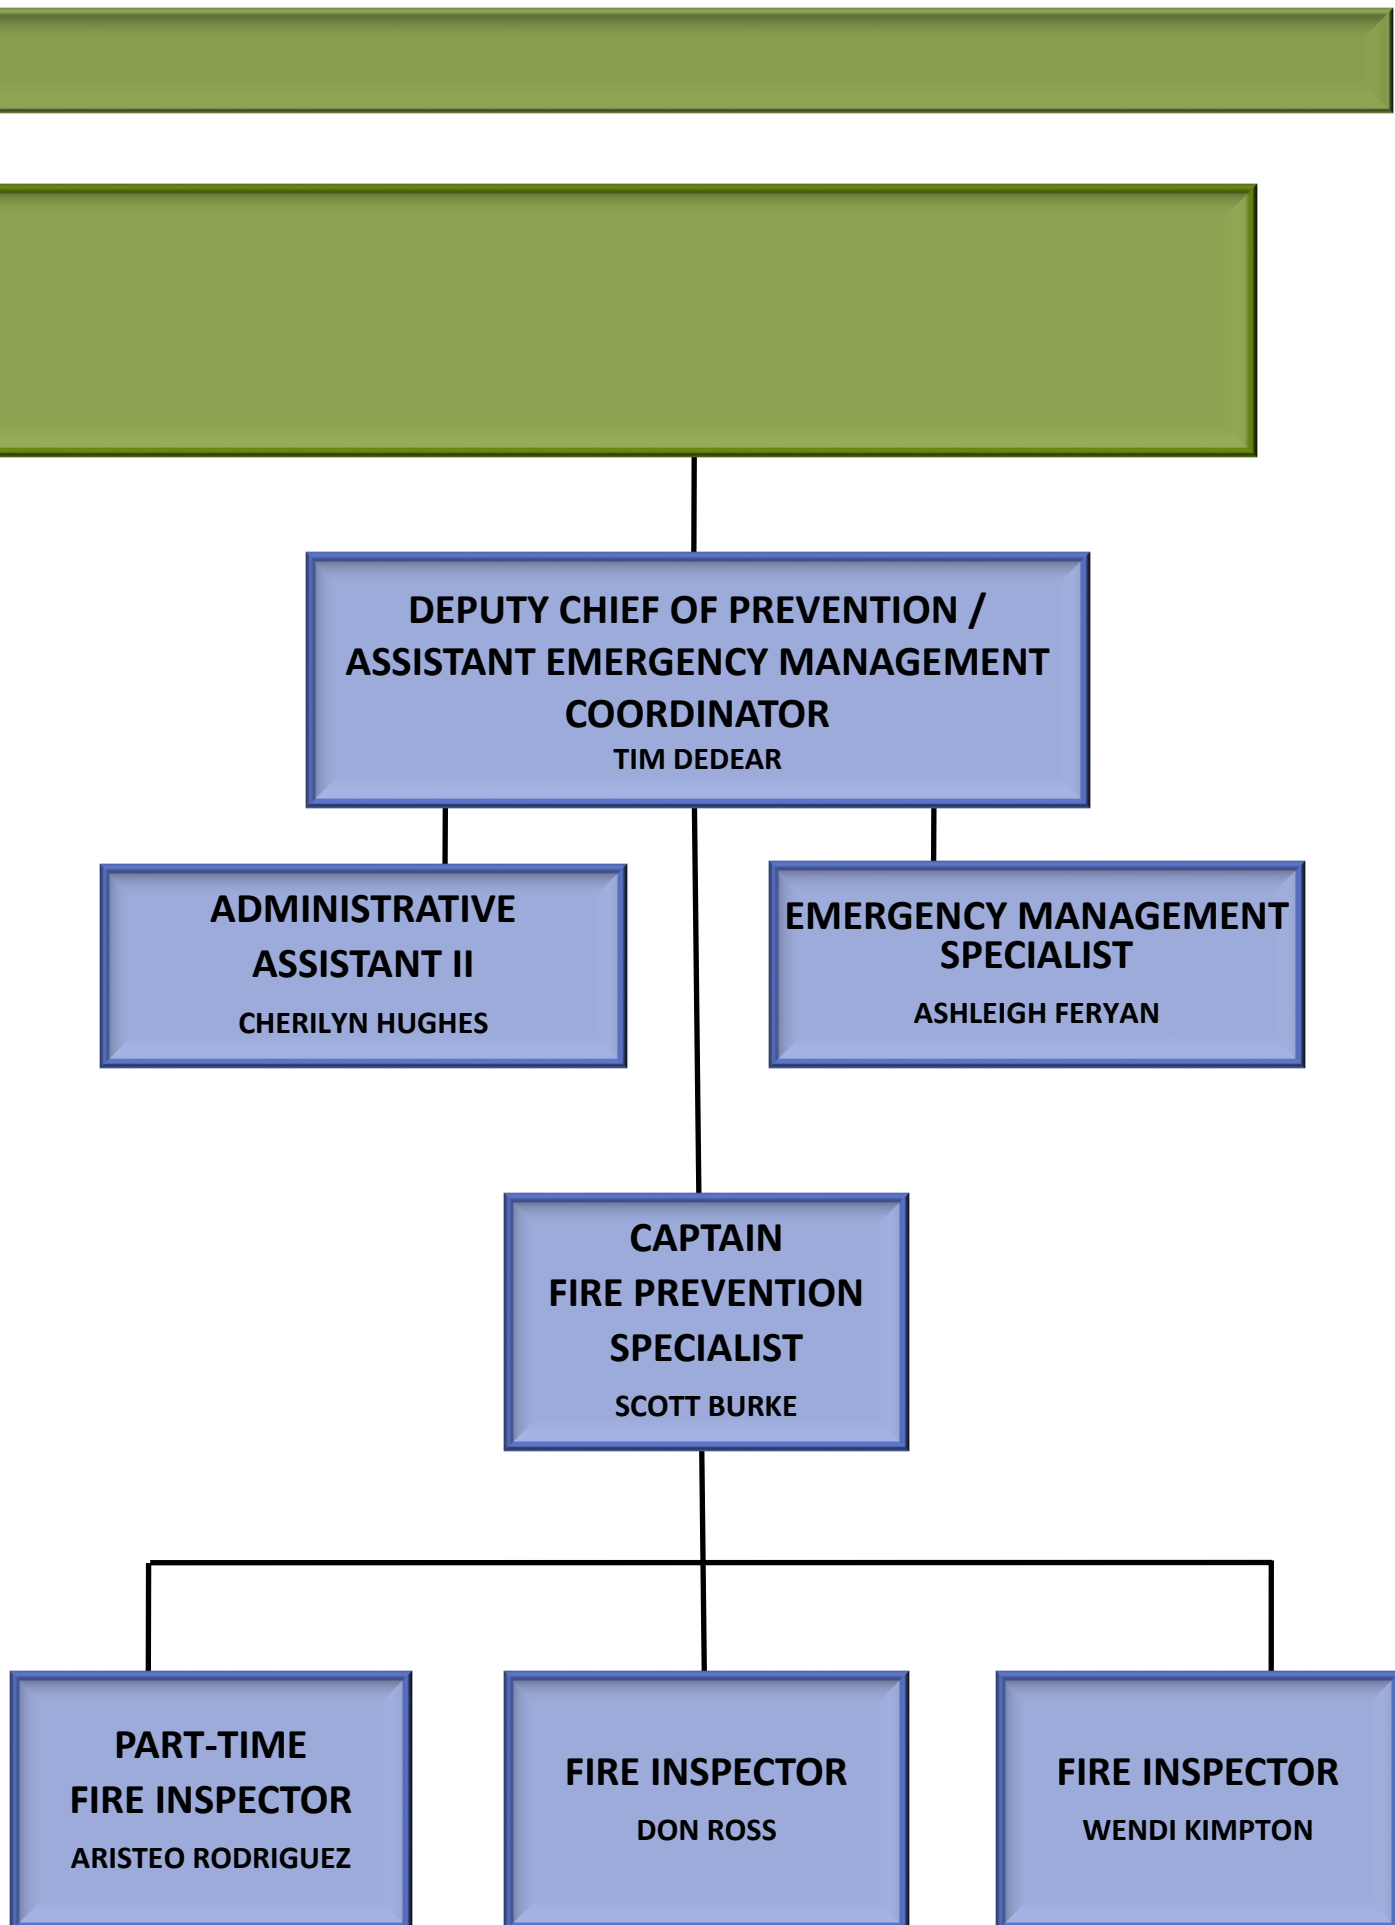 DEPUTY CHIEF OF PREVENTION /
ASSISTANT EMERGENCY MANAGEMENT
COORDINATOR
TIM DEDEAR
ADMINISTRATIVE
ASSISTANT II
CHERILYN HUGHES
EMERGENCY MANAGEMENT
SPECIALIST
ASHLEIGH FERYAN
CAPTAIN
FIRE PREVENTION
SPECIALIST
SCOTT BURKE
PART-TIME
FIRE INSPECTOR
ARISTEO RODRIGUEZ
FIRE INSPECTOR
DON ROSS
FIRE INSPECTOR
WENDI KIMPTON